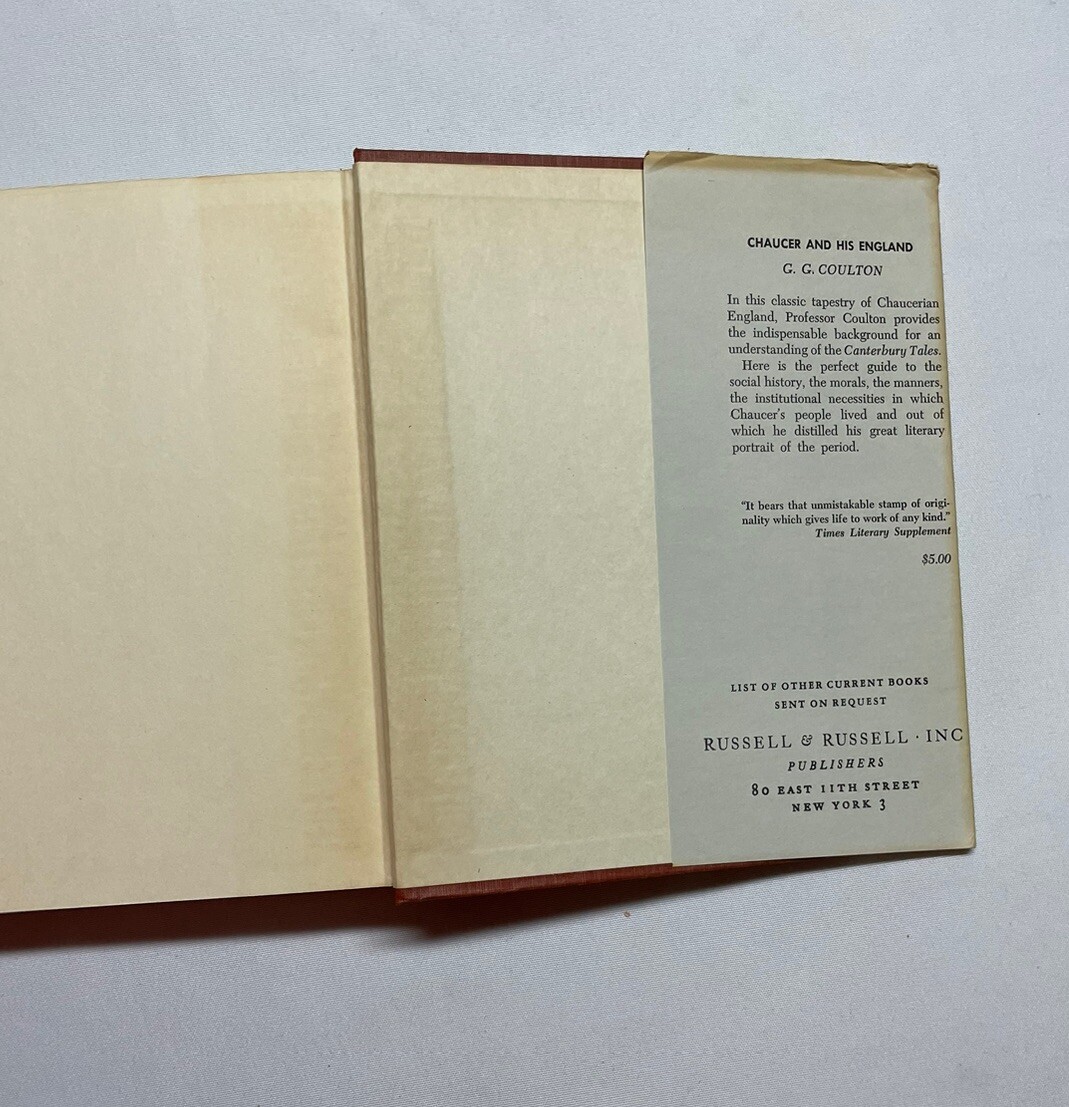 CHAUCER AND HIS ENGLAND
G. G. COULTON
In this classic tapestry of Chaucerian
England, Professor Coulton provides
the indispensable background for an
understanding of the Canterbury Tales.
Here is the perfect guide to the
social history, the morals, the manners,
the institutional necessities in which
Chaucer's people lived and out of
which he distilled his great literary
portrait of the period.
“It bears that unmistakable stamp of origi-
nality which gives life to work of any kind.”
Times Literary Supplement
$5.00
LIST OF OTHER CURRENT BOOKS
SENT ON REQUEST
RUSSELL & RUSSELL · INC
PUBLISHERS
80 EAST 11TH STREET
NEW YORK 3